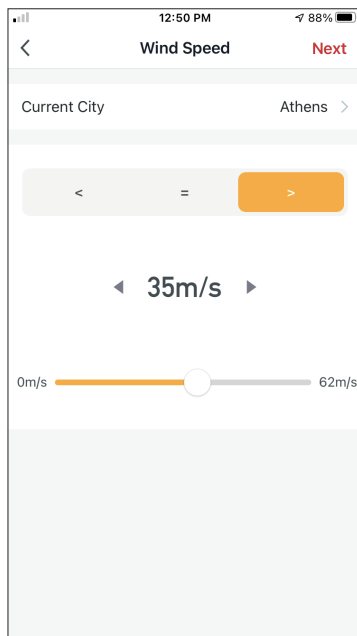 12:50 PM 88%
Wind Speed Next
Current City Athens
< = >
35m/s
0m/s 62m/s